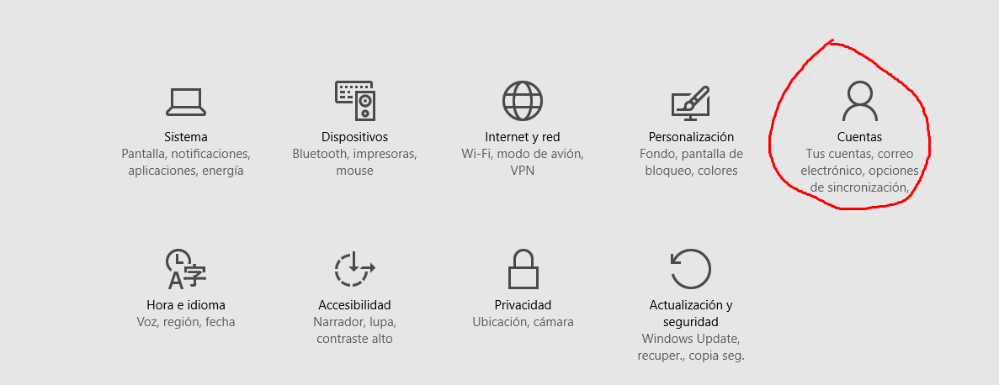 Sistema
Pantalla, notificaciones,
aplicaciones, energía
Dispositivos
Bluetooth, impresoras,
mouse
Internet y red
Wi-Fi, modo de avión,
VPN
Personalización
Fondo, pantalla de
bloqueo, colores
Cuentas
Tus cuentas, correo
electrónico, opciones
de sincronización,
Hora e idioma
Voz, región, fecha
Accesibilidad
Narrador, lupa,
contraste alto
Privacidad
Ubicación, cámara
Actualización y
seguridad
Windows Update,
recuper., copia seg.